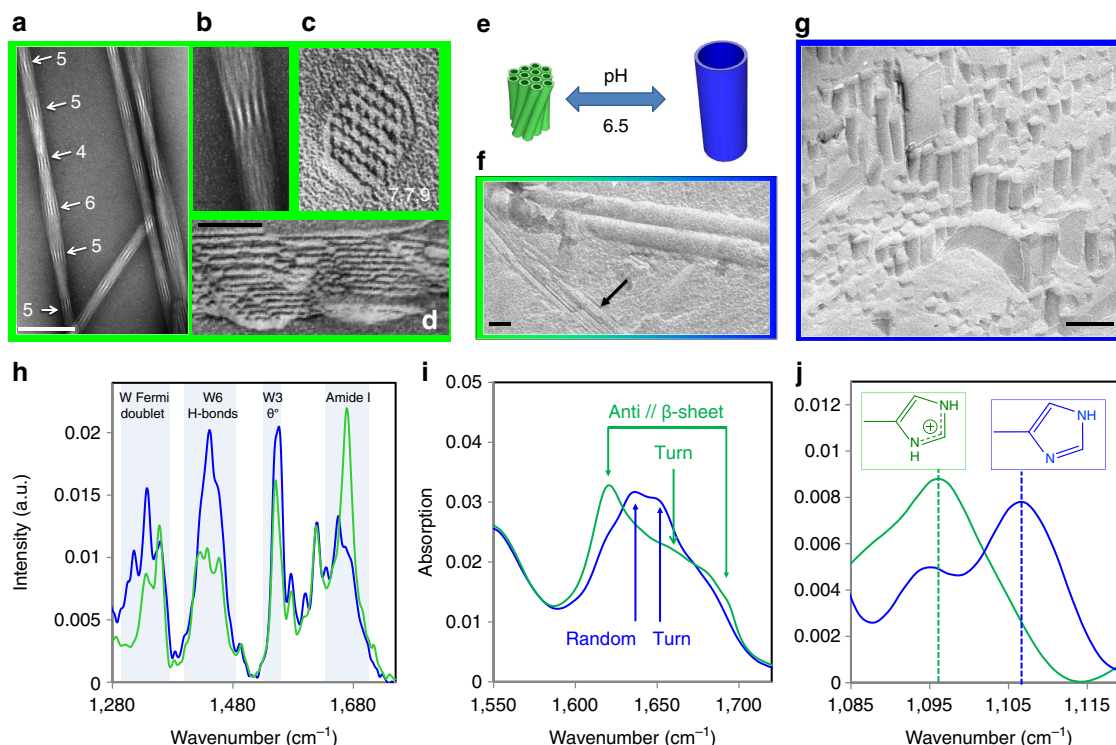 a
5
5
4
6
5
5
b
c
7.7.9
d
e
pH
6.5
f
g
h
W Fermi doublet
W6
H-bonds
W3
θ°
Amide I
0.02
0.015
0.01
0.005
0
Intensity (a.u.)
1,280
1,480
1,680
Wavenumber (cm⁻¹)
i
0.05
0.04
0.03
0.02
0.01
0
Absorption
Anti // β-sheet
Turn
Random
Turn
1,550
1,600
1,650
1,700
Wavenumber (cm⁻¹)
j
0.012
0.010
0.008
0.006
0.004
0.002
0
NH
⊕
N
H
NH
N
1,085
1,095
1,105
1,115
Wavenumber (cm⁻¹)